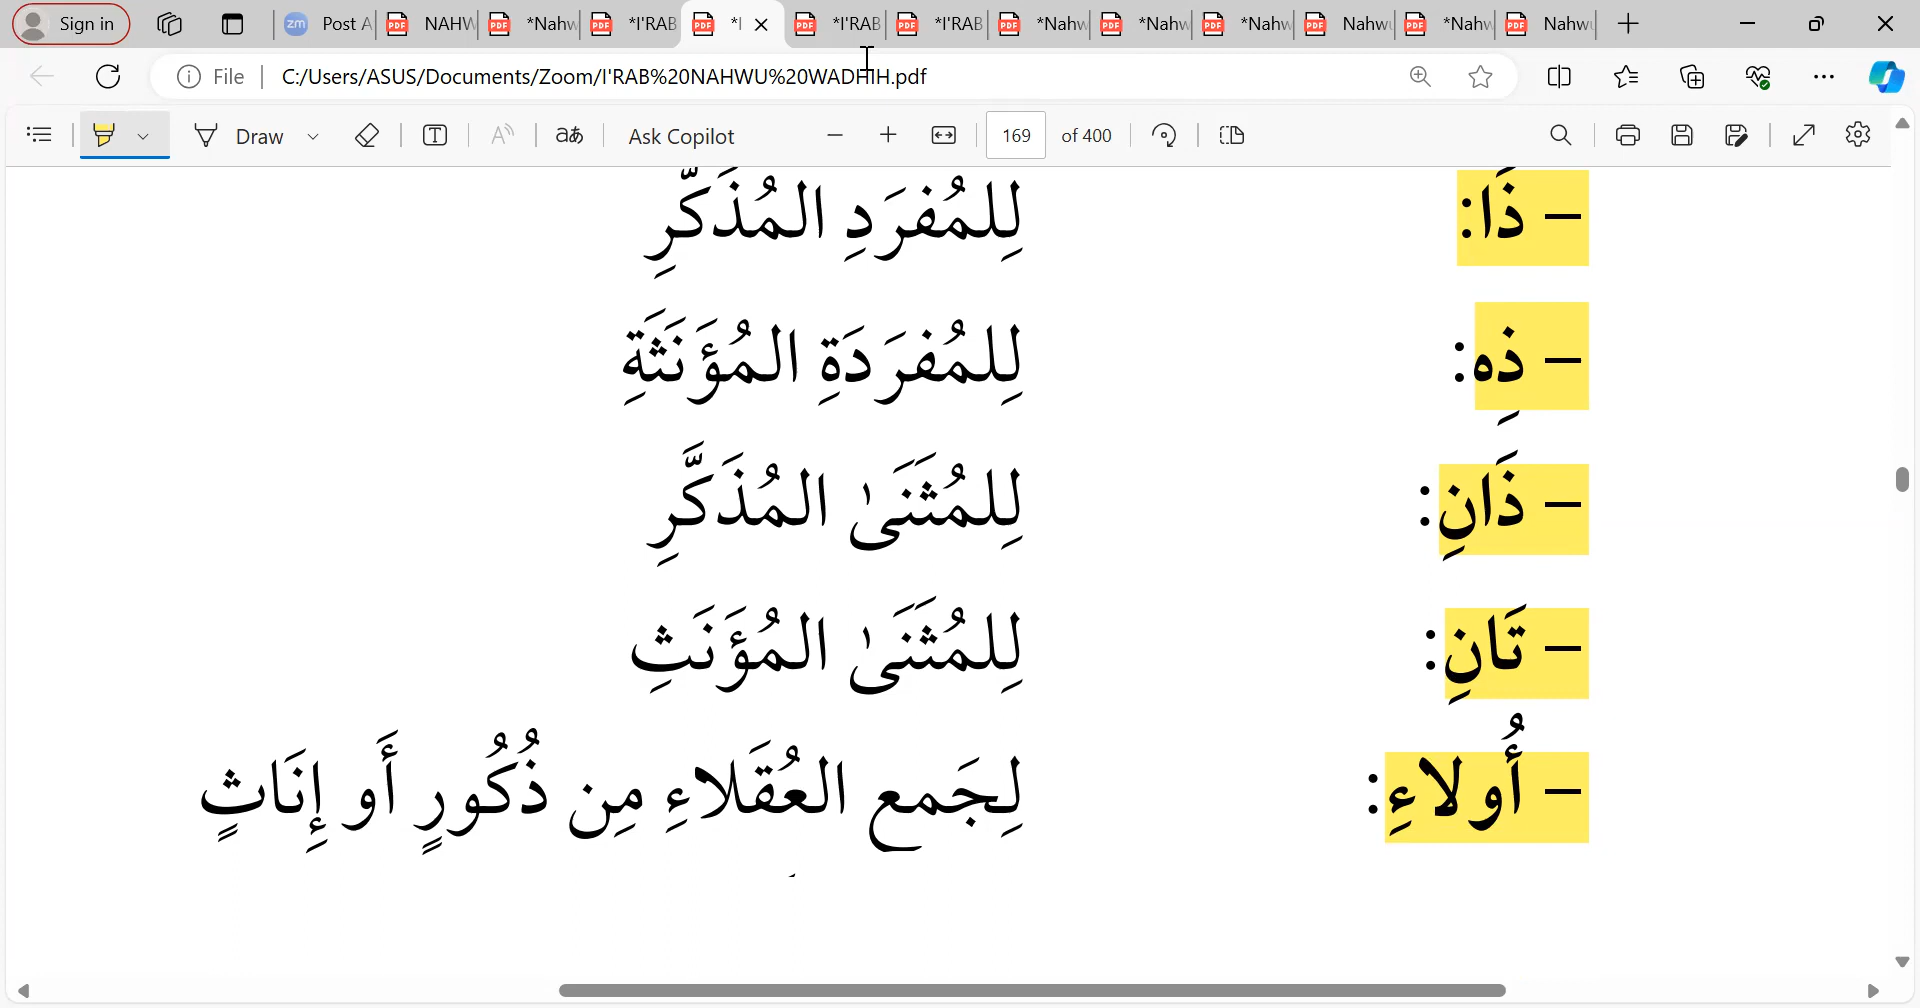 Sign in
Post A
NAHW
*Nahw
*I'RAB
*I
*I'RAB
*I'RAB
*Nahw
*Nahw
*Nahw
Nahw
*Nahw
Nahw
File
C:/Users/ASUS/Documents/Zoom/I'RAB%20NAHWU%20WADHIH.pdf
Draw
Ask Copilot
169 of 400
– ذَا: لِلمُفرَدِ المُذَكَّرِ
– ذِه: لِلمُفرَدَةِ المُؤَنَثَةِ
– ذَانِ: لِلمُثَنَىٰ المُذَكَّرِ
– تَانِ: لِلمُثَنَىٰ المُؤَنَثِ
– أُولاءِ: لِجَمع العُقَلاءِ مِن ذُكُورٍ أَو إِنَاثٍ